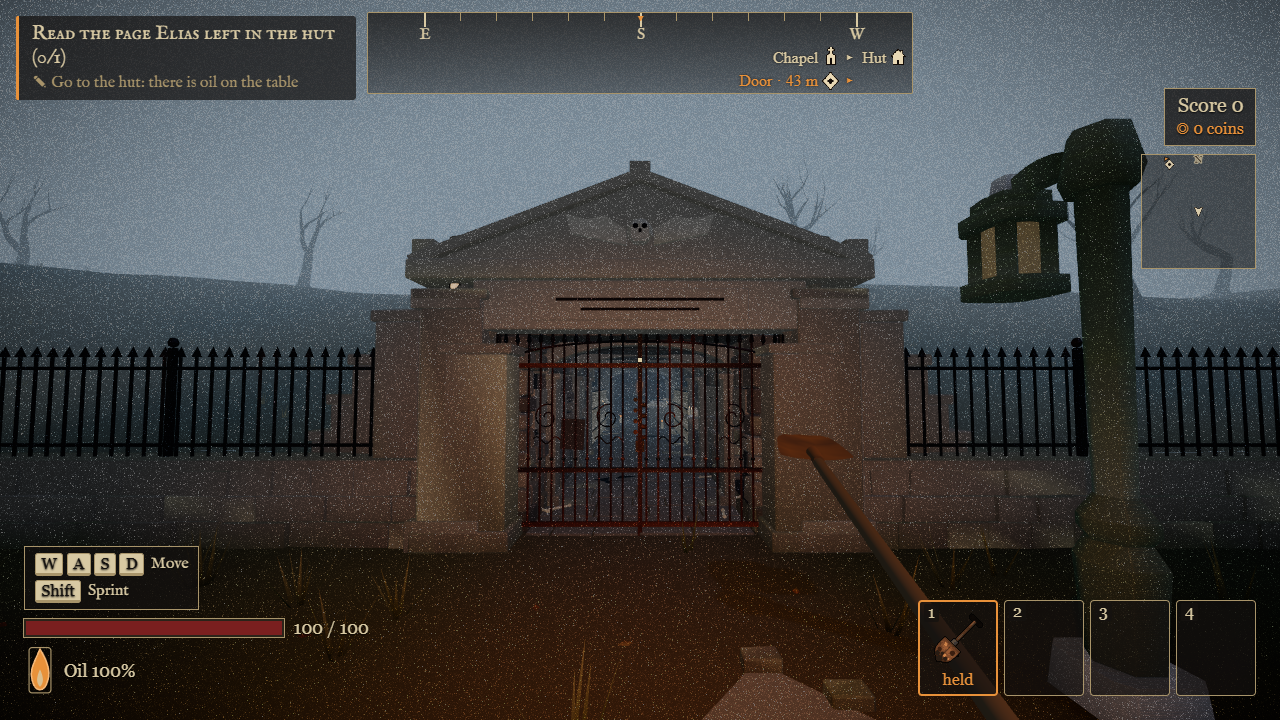 Read the page Elias left in the hut
(0/1)
Go to the hut: there is oil on the table
E
S
W
Chapel
Hut
Door · 43 m
Score 0
0 coins
W A S D Move
Shift Sprint
100 / 100
Oil 100%
1
held
2
3
4